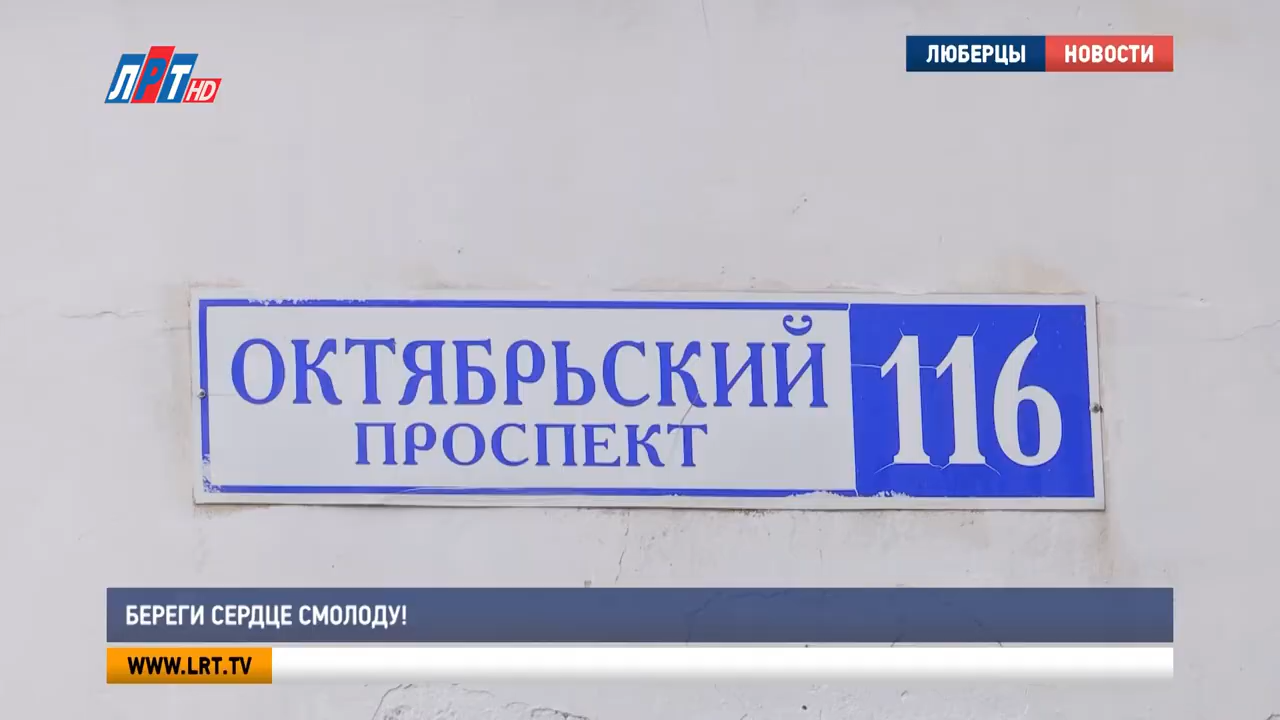 ЛРТ HD
ЛЮБЕРЦЫ НОВОСТИ
ОКТЯБРЬСКИЙ
ПРОСПЕКТ
116
БЕРЕГИ СЕРДЦЕ СМОЛОДУ!
WWW.LRT.TV